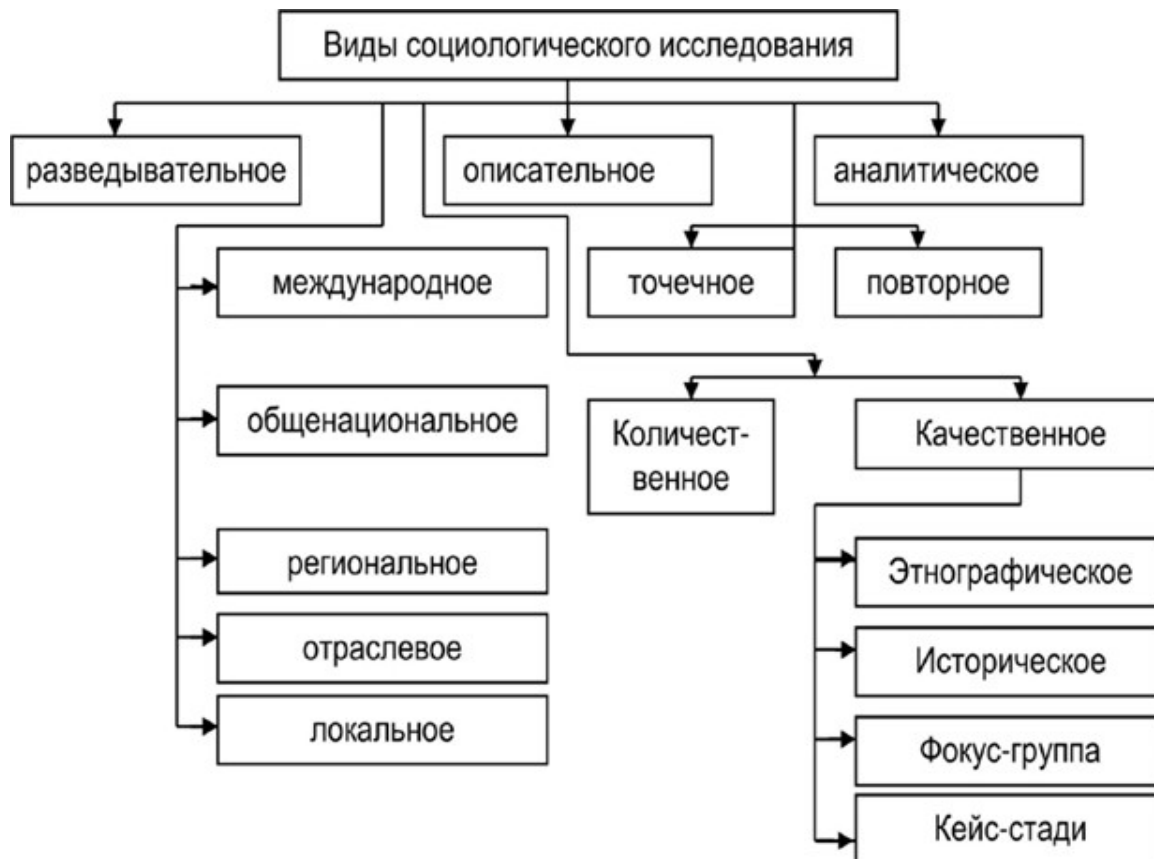 Виды социологического исследования
разведывательное
описательное
аналитическое
международное
точечное
повторное
общенациональное
Количест-
венное
Качественное
региональное
Этнографическое
отраслевое
Историческое
локальное
Фокус-группа
Кейс-стади